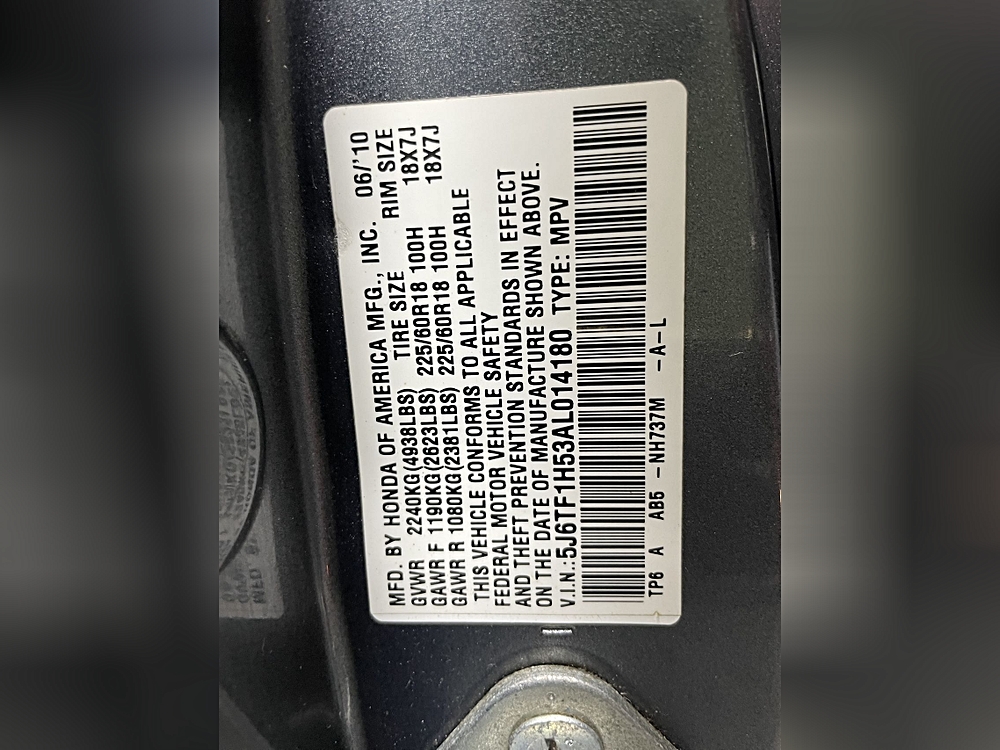 MFD. BY HONDA OF AMERICA MFG., INC. 06/'10
TIRE SIZE RIM SIZE
GVWR 2240KG(4938LBS)
GAWR F 1190KG(2623LBS) 225/60R18 100H 18X7J
GAWR R 1080KG(2381LBS) 225/60R18 100H 18X7J
THIS VEHICLE CONFORMS TO ALL APPLICABLE
FEDERAL MOTOR VEHICLE SAFETY
AND THEFT PREVENTION STANDARDS IN EFFECT
ON THE DATE OF MANUFACTURE SHOWN ABOVE.
V.I.N.:5J6TF1H53AL014180 TYPE: MPV
TP6 A AB5 -NH737M -A-L